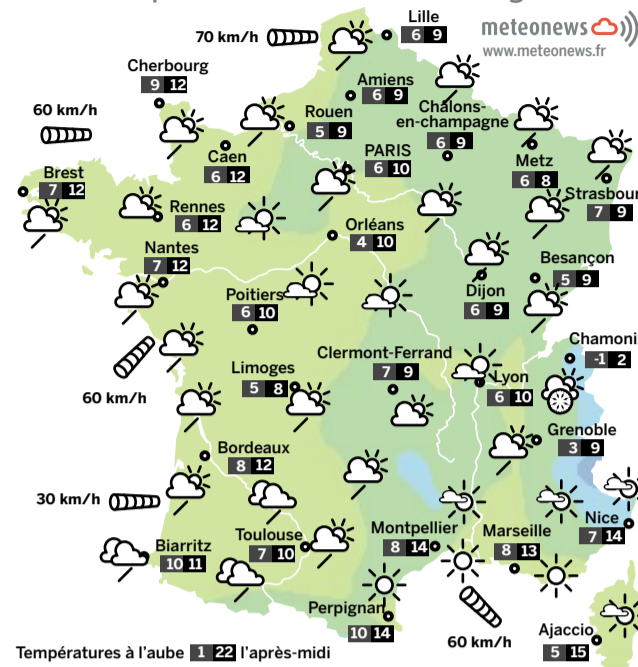 meteonews
www.meteonews.fr
70 km/h
Lille
6 9
Cherbourg
9 12
Amiens
6 9
60 km/h
Rouen
5 9
Châlons-
en-champagne
6 9
Caen
6 12
PARIS
6 10
Metz
6 8
Brest
7 12
Strasbour
7 9
Rennes
6 12
Orléans
4 10
Nantes
7 12
Besançon
5 9
Poitiers
6 10
Dijon
6 9
Chamoni
-1 2
60 km/h
Limoges
5 8
Clermont-Ferrand
7 9
Lyon
6 10
Grenoble
3 9
Bordeaux
8 12
30 km/h
Biarritz
10 11
Toulouse
7 10
Montpellier
8 14
Marseille
8 13
Nice
7 14
Perpignan
10 14
60 km/h
Ajaccio
5 15
Températures à l'aube 1 22 l'après-midi